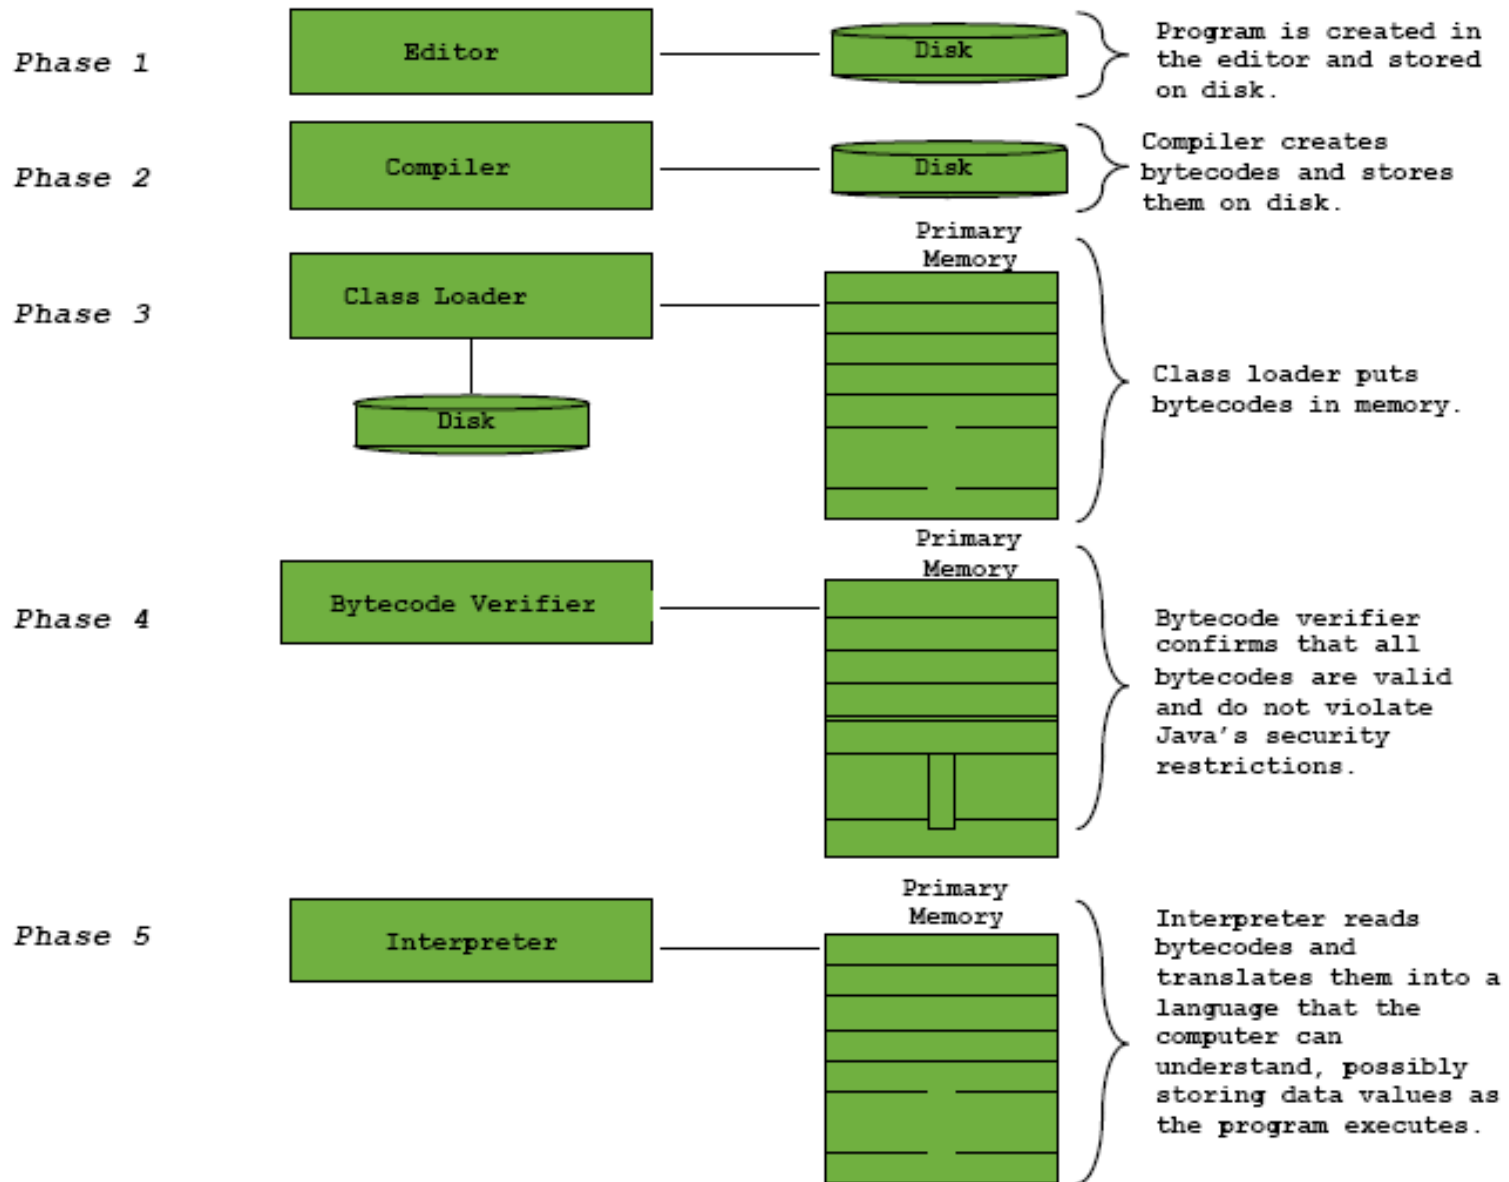 Phase 1
Editor
Disk
Program is created in
the editor and stored
on disk.
Phase 2
Compiler
Disk
Compiler creates
bytecodes and stores
them on disk.
Phase 3
Class Loader
Disk
Primary
Memory
Class loader puts
bytecodes in memory.
Phase 4
Bytecode Verifier
Primary
Memory
Bytecode verifier
confirms that all
bytecodes are valid
and do not violate
Java's security
restrictions.
Phase 5
Interpreter
Primary
Memory
Interpreter reads
bytecodes and
translates them into a
language that the
computer can
understand, possibly
storing data values as
the program executes.